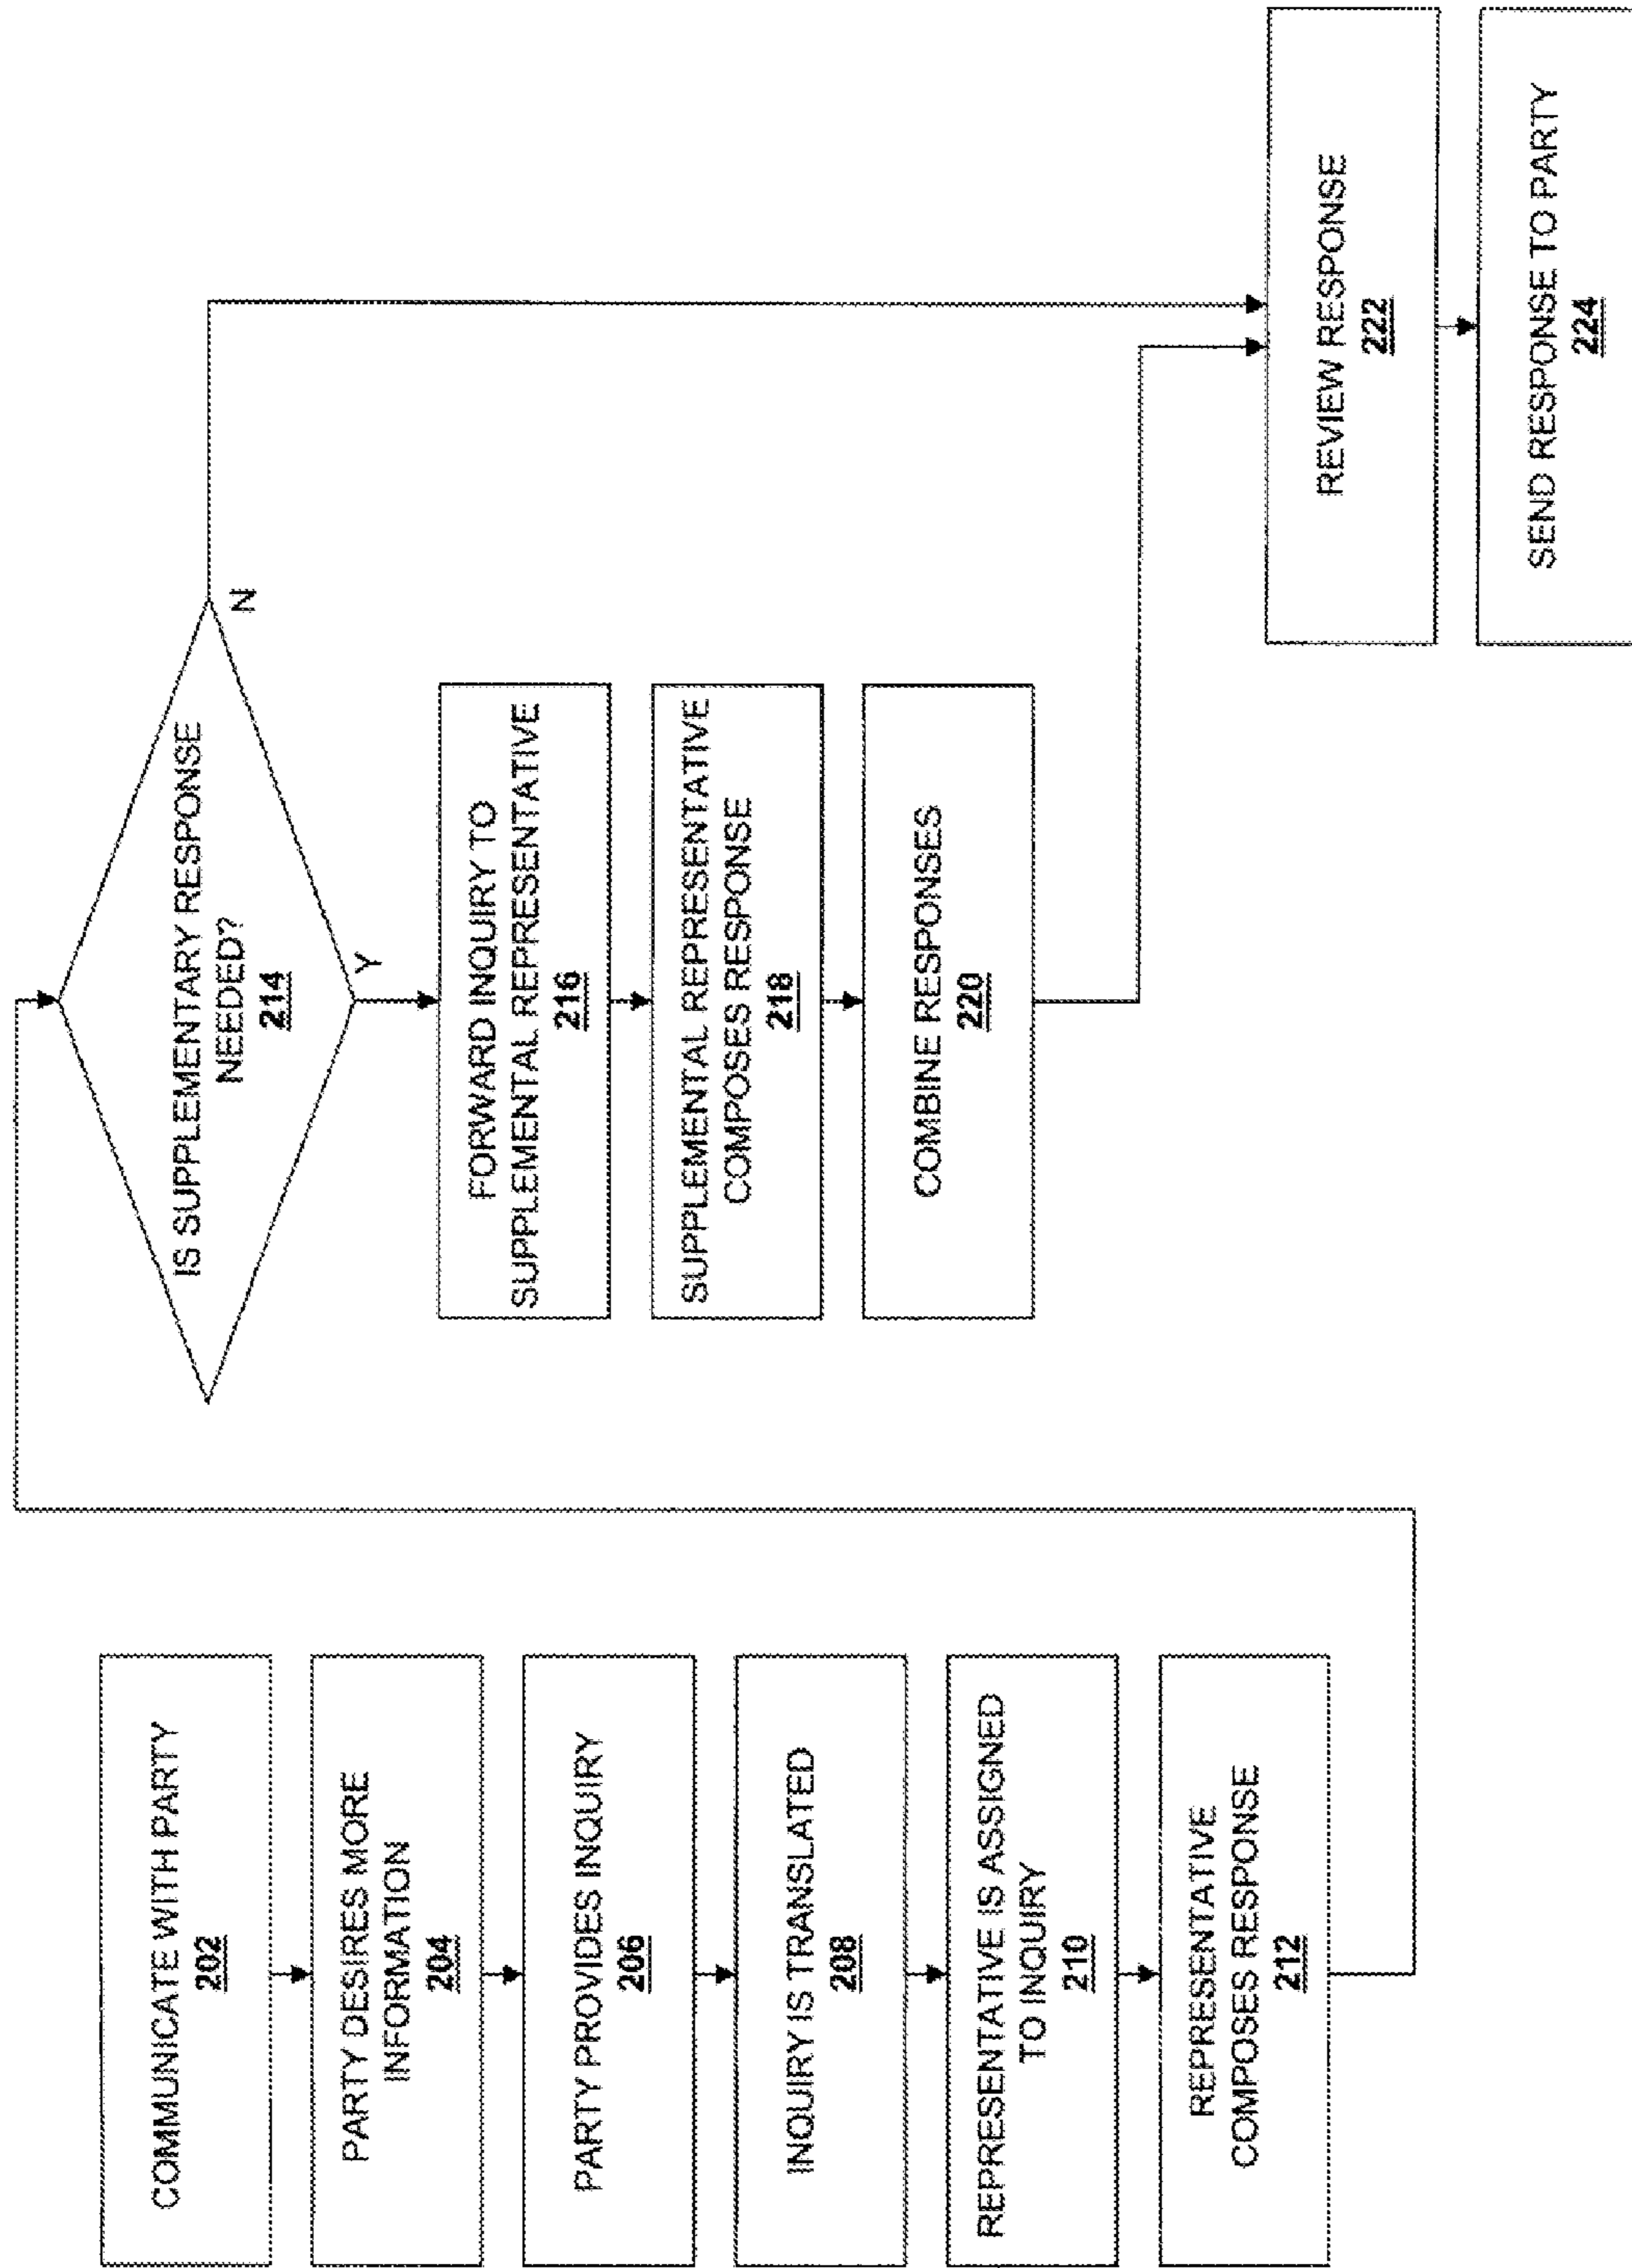 COMMUNICATE WITH PARTY
202
PARTY DESIRES MORE
INFORMATION
204
PARTY PROVIDES INQUIRY
206
INQUIRY IS TRANSLATED
208
REPRESENTATIVE IS ASSIGNED
TO INQUIRY
210
REPRESENTATIVE
COMPOSES RESPONSE
212
IS SUPPLEMENTARY RESPONSE
NEEDED?
214
Y
N
FORWARD INQUIRY TO
SUPPLEMENTAL REPRESENTATIVE
216
SUPPLEMENTAL REPRESENTATIVE
COMPOSES RESPONSE
218
COMBINE RESPONSES
220
REVIEW RESPONSE
222
SEND RESPONSE TO PARTY
224